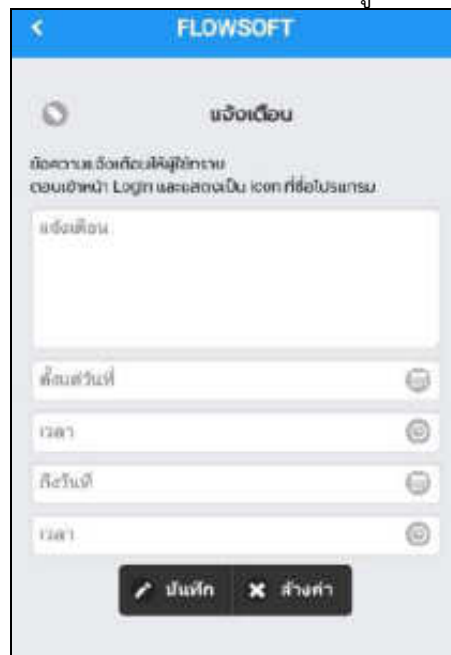 FLOWSOFT
แจ้งเตือน
ข้อความแจ้งเตือนให้ผู้ใช้ทราบ
ตอนเข้าหน้า Login และแสดงเป็น icon ที่ชื่อโปรแกรม
แจ้งเตือน
ตั้งแต่วันที่
เวลา
ถึงวันที่
เวลา
บันทึก ล้างค่า